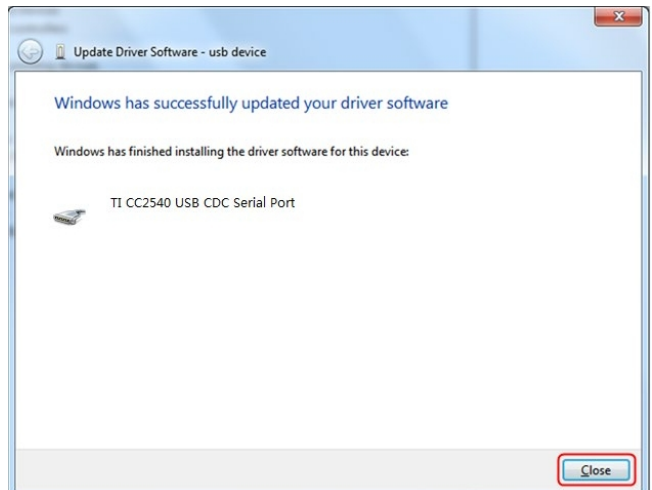 Update Driver Software - usb device
Windows has successfully updated your driver software
Windows has finished installing the driver software for this device:
TI CC2540 USB CDC Serial Port
Close